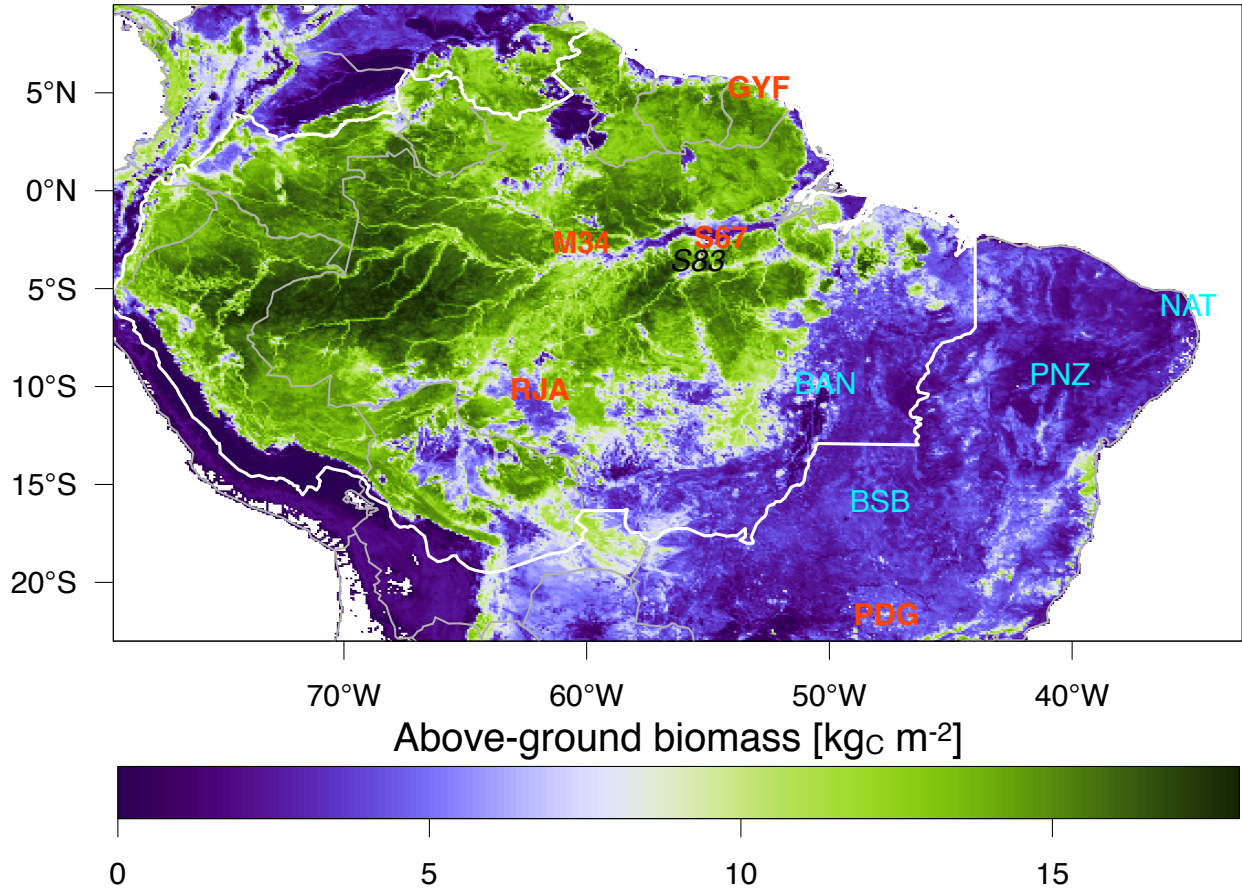 GYF
5°N
0°N
M34
S67
S83
5°S
NAT
RJA
BAN
PNZ
10°S
15°S
BSB
20°S
PDG
70°W 60°W 50°W 40°W
Above-ground biomass [kgC m-2]
0 5 10 15